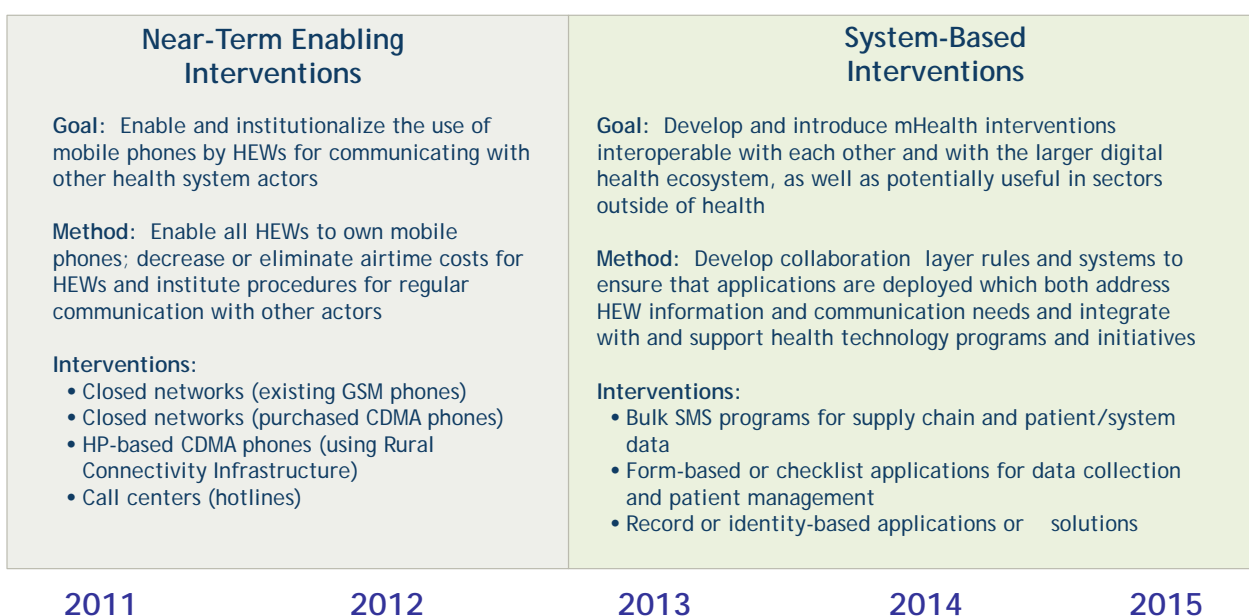 Near-Term Enabling
Interventions
Goal: Enable and institutionalize the use of
mobile phones by HEWs for communicating with
other health system actors
Method: Enable all HEWs to own mobile
phones; decrease or eliminate airtime costs for
HEWs and institute procedures for regular
communication with other actors
Interventions:
• Closed networks (existing GSM phones)
• Closed networks (purchased CDMA phones)
• HP-based CDMA phones (using Rural
Connectivity Infrastructure)
• Call centers (hotlines)
System-Based
Interventions
Goal: Develop and introduce mHealth interventions
interoperable with each other and with the larger digital
health ecosystem, as well as potentially useful in sectors
outside of health
Method: Develop collaboration layer rules and systems to
ensure that applications are deployed which both address
HEW information and communication needs and integrate
with and support health technology programs and initiatives
Interventions:
• Bulk SMS programs for supply chain and patient/system
data
• Form-based or checklist applications for data collection
and patient management
• Record or identity-based applications or solutions
2011 2012 2013 2014 2015